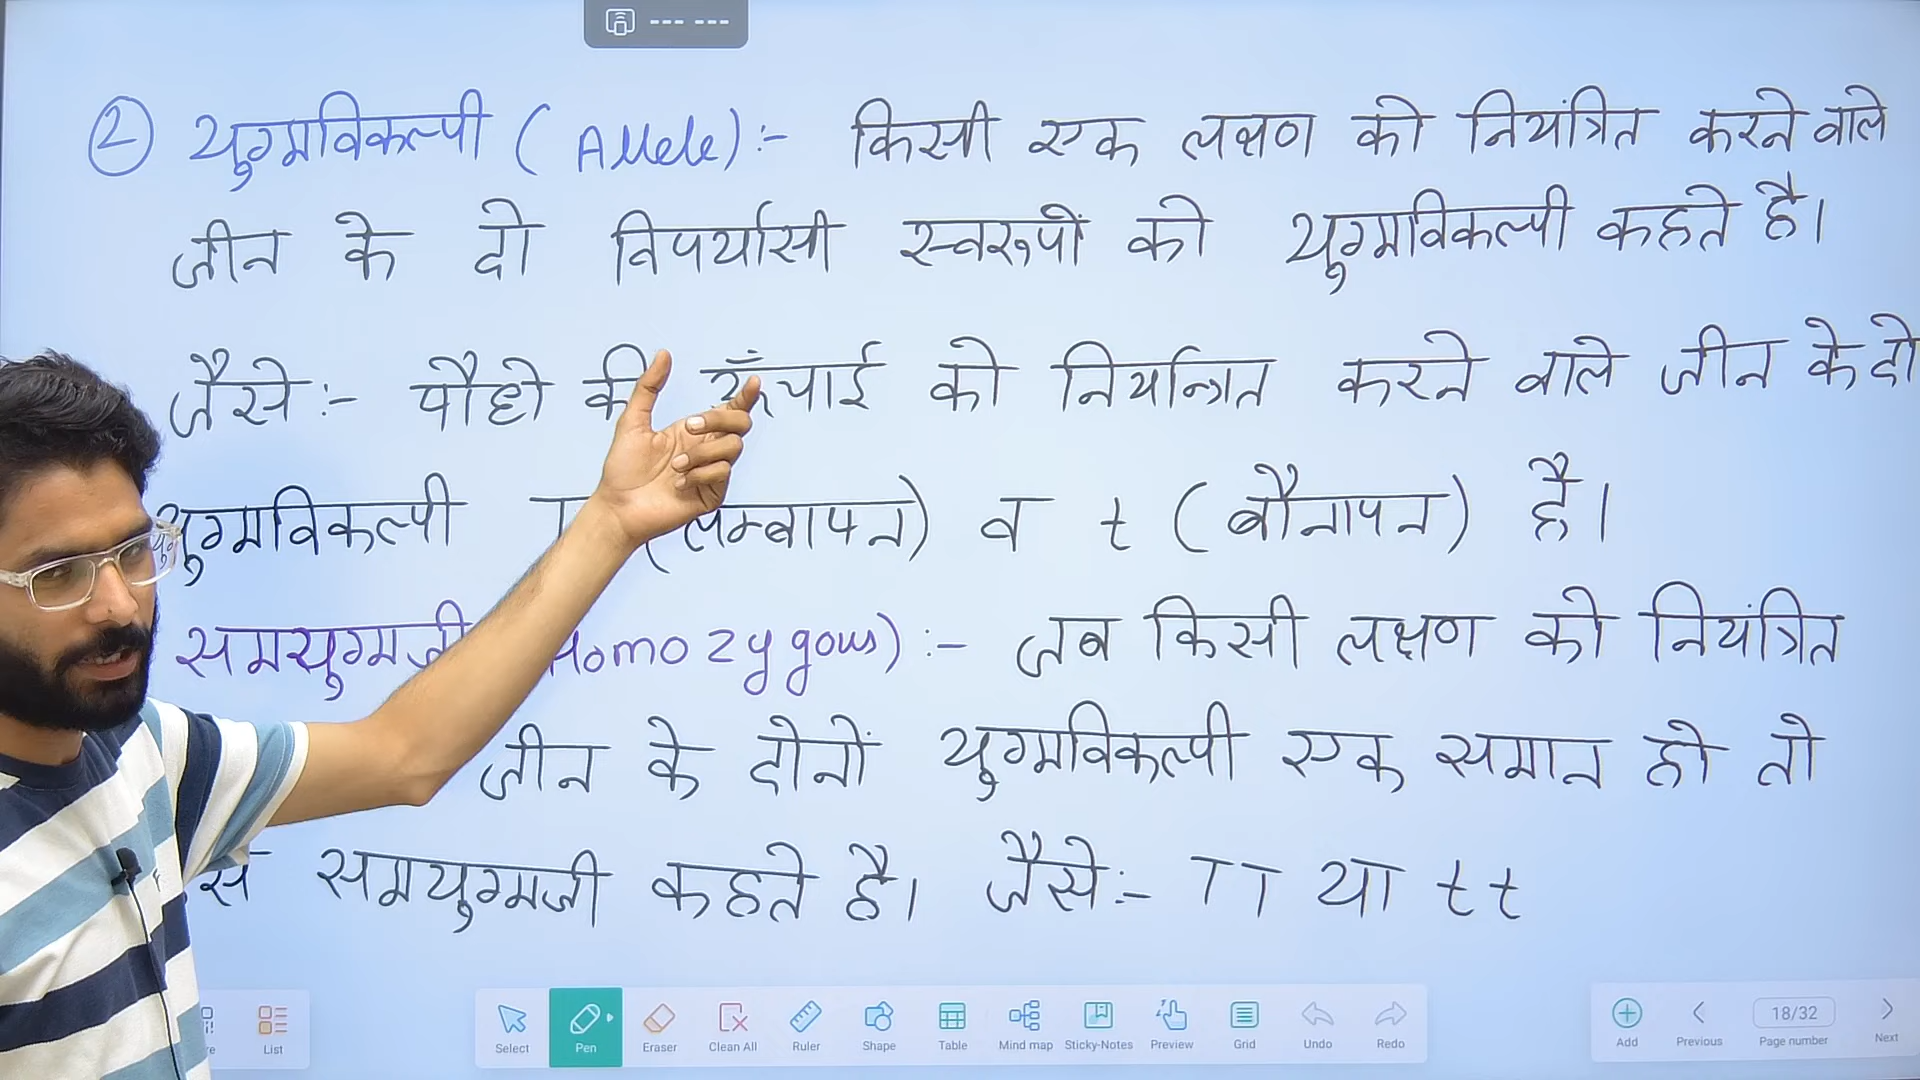 ② युग्मविकल्पी ( Allele ) :- किसी एक लक्षण को नियंत्रित करने वाले
जीन के दो विपर्यासी स्वरूपों को युग्मविकल्पी कहते है।
जैसे :- पौधो की ऊँचाई को नियन्त्रित करने वाले जीन के दो
युग्मविकल्पी T (लम्बापन) व t ( बौनापन ) है।
समयुग्मजी Homozygous) :- जब किसी लक्षण को नियंत्रित
जीन के दोनों युग्मविकल्पी एक समान हो तो
समयुग्मजी कहते है। जैसे :- TT या tt
List Select Pen Eraser Clean All Ruler Shape Table Mind map Sticky-Notes Preview Grid Undo Redo Add Previous 18/32 Page number Next